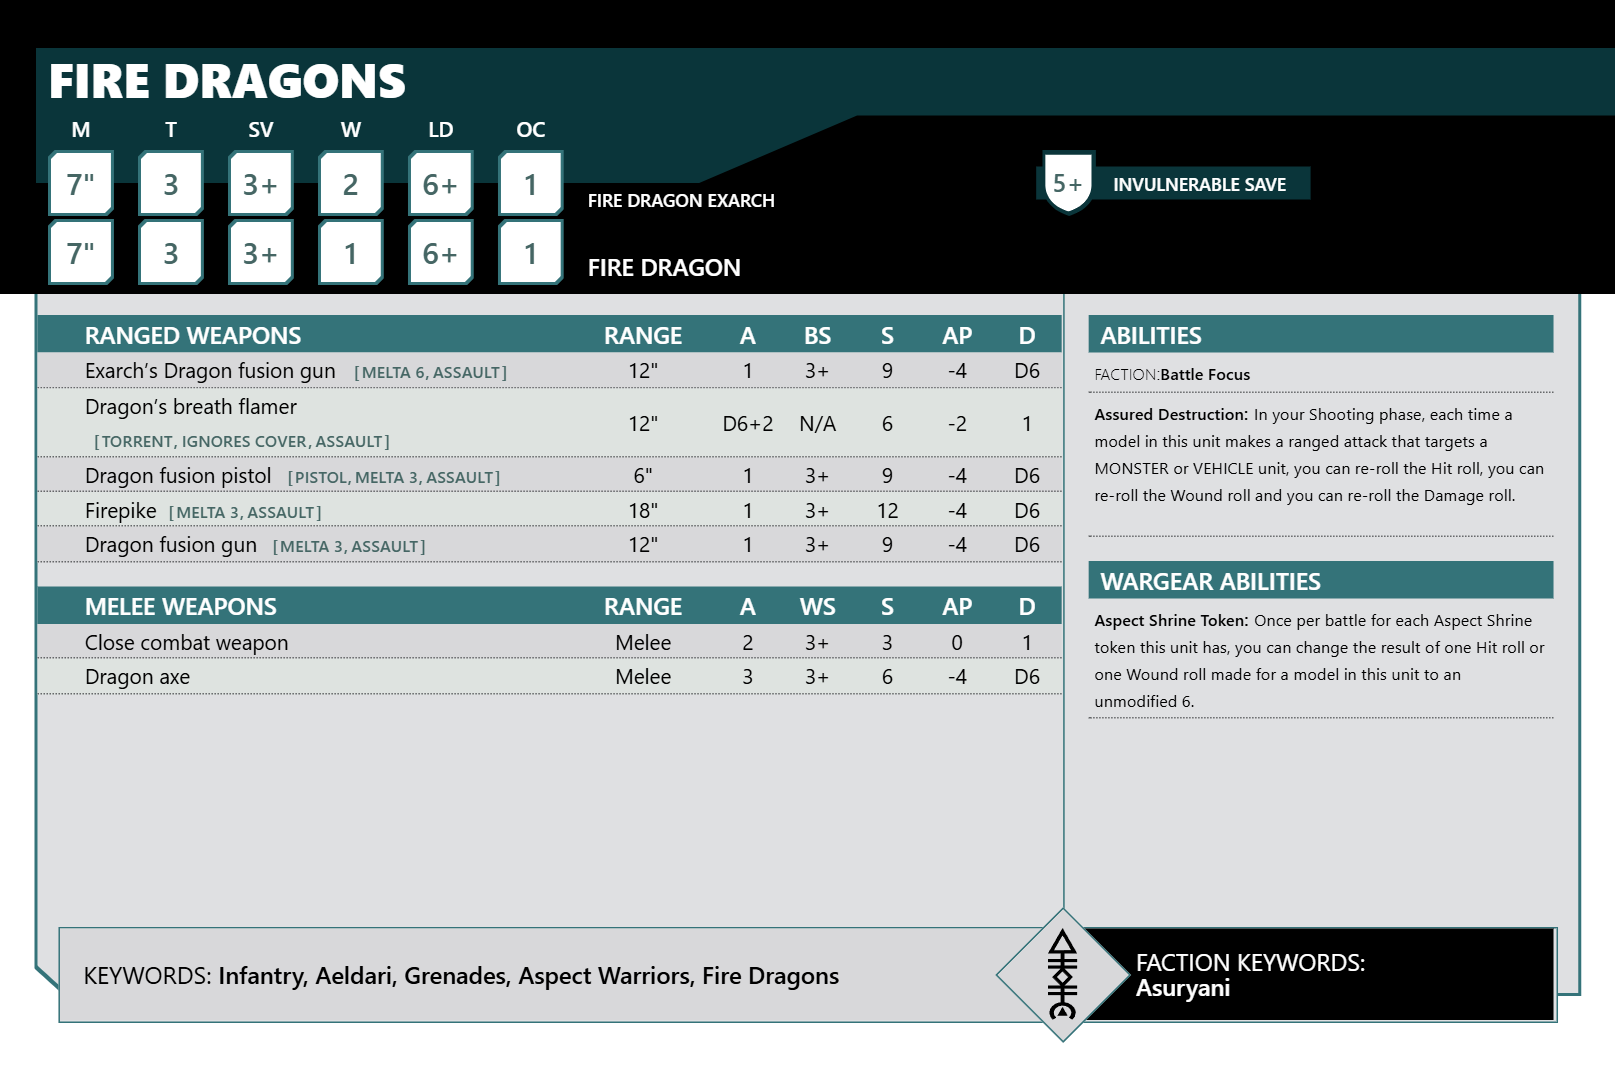 FIRE DRAGONS
M T SV W LD OC
7" 3 3+ 2 6+ 1 FIRE DRAGON EXARCH
5+ INVULNERABLE SAVE
7" 3 3+ 1 6+ 1 FIRE DRAGON
RANGED WEAPONS RANGE A BS S AP D
Exarch’s Dragon fusion gun [MELTA 6, ASSAULT] 12" 1 3+ 9 -4 D6
Dragon’s breath flamer
[TORRENT, IGNORES COVER, ASSAULT] 12" D6+2 N/A 6 -2 1
Dragon fusion pistol [PISTOL, MELTA 3, ASSAULT] 6" 1 3+ 9 -4 D6
Firepike [MELTA 3, ASSAULT] 18" 1 3+ 12 -4 D6
Dragon fusion gun [MELTA 3, ASSAULT] 12" 1 3+ 9 -4 D6
MELEE WEAPONS RANGE A WS S AP D
Close combat weapon Melee 2 3+ 3 0 1
Dragon axe Melee 3 3+ 6 -4 D6
ABILITIES
FACTION:Battle Focus
Assured Destruction: In your Shooting phase, each time a
model in this unit makes a ranged attack that targets a
MONSTER or VEHICLE unit, you can re-roll the Hit roll, you can
re-roll the Wound roll and you can re-roll the Damage roll.
WARGEAR ABILITIES
Aspect Shrine Token: Once per battle for each Aspect Shrine
token this unit has, you can change the result of one Hit roll or
one Wound roll made for a model in this unit to an
unmodified 6.
KEYWORDS: Infantry, Aeldari, Grenades, Aspect Warriors, Fire Dragons
FACTION KEYWORDS:
Asuryani